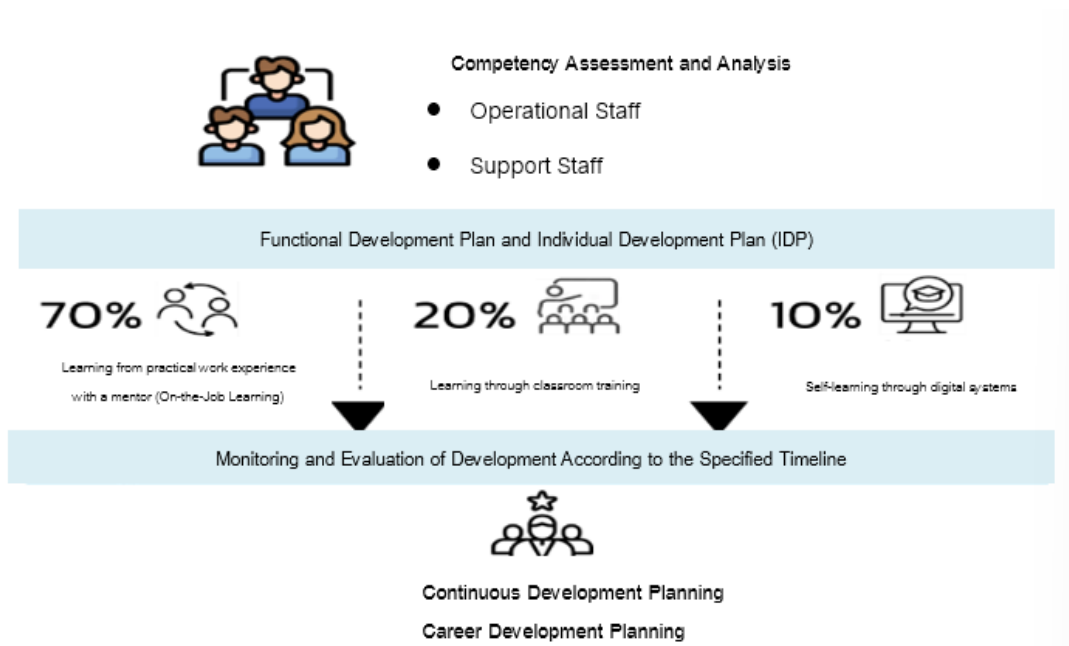 Competency Assessment and Analysis
● Operational Staff
● Support Staff
Functional Development Plan and Individual Development Plan (IDP)
70%
20%
10%
Learning from practical work experience
with a mentor (On-the-Job Learning)
Learning through classroom training
Self-learning through digital systems
Monitoring and Evaluation of Development According to the Specified Timeline
Continuous Development Planning
Career Development Planning